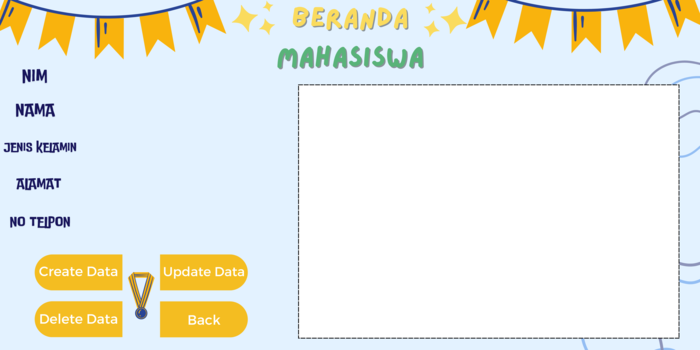 BERANDA
MAHASISWA
NIM
NAMA
JENIS KELAMIN
ALAMAT
NO TELPON
Create Data
Update Data
Delete Data
Back